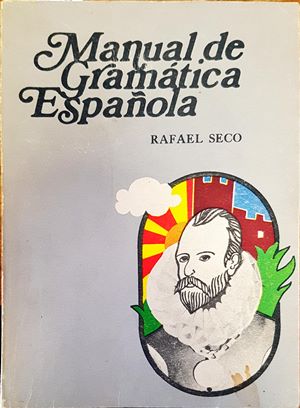 Manual de
Gramática
Española
RAFAEL SECO